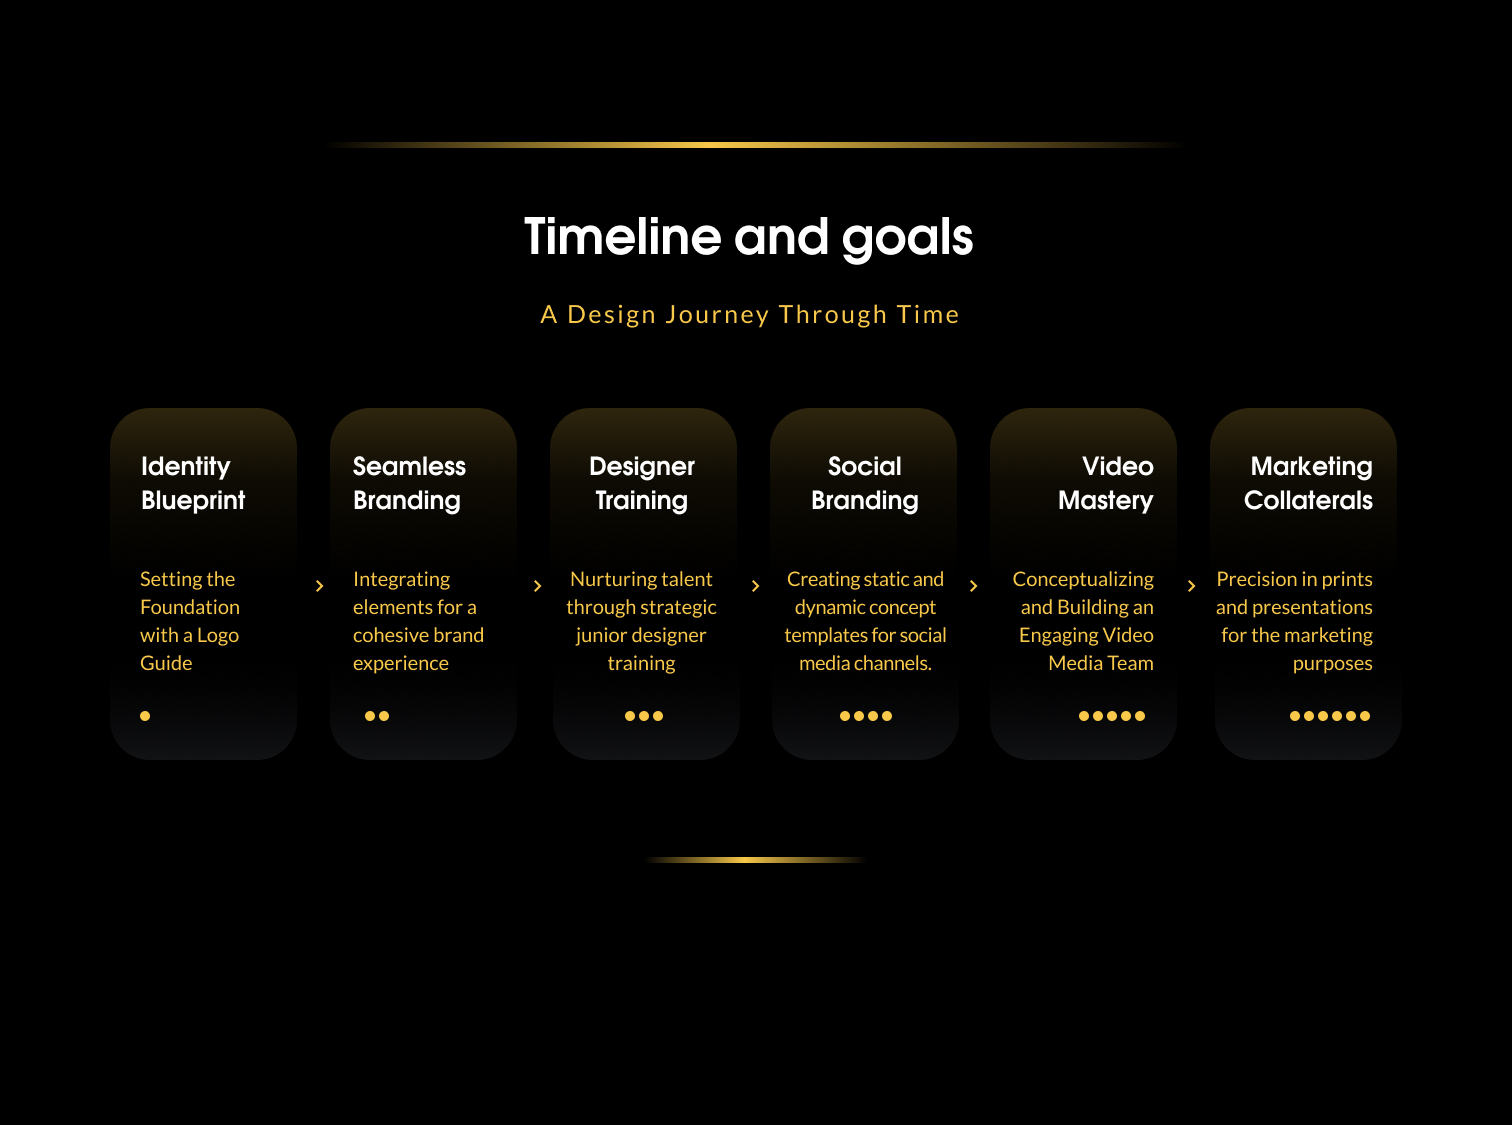 Timeline and goals
A Design Journey Through Time
Identity
Blueprint
Setting the
Foundation
with a Logo
Guide
Seamless
Branding
Integrating
elements for a
cohesive brand
experience
Designer
Training
Nurturing talent
through strategic
junior designer
training
Social
Branding
Creating static and
dynamic concept
templates for social
media channels.
Video
Mastery
Conceptualizing
and Building an
Engaging Video
Media Team
Marketing
Collaterals
Precision in prints
and presentations
for the marketing
purposes